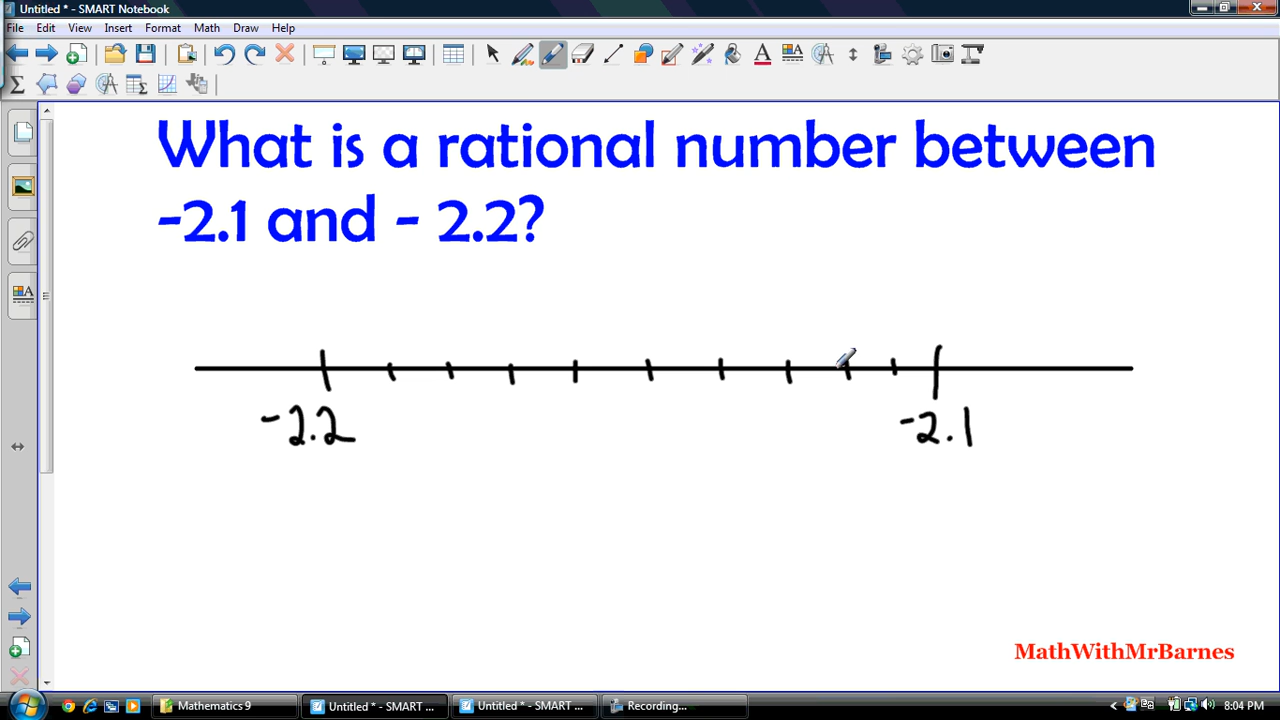 Untitled * - SMART Notebook
File Edit View Insert Format Math Draw Help
What is a rational number between
-2.1 and - 2.2?
-2.2 -2.1
MathWithMrBarnes
Mathematics 9 Untitled * - SMART ... Untitled * - SMART ... Recording... 8:04 PM